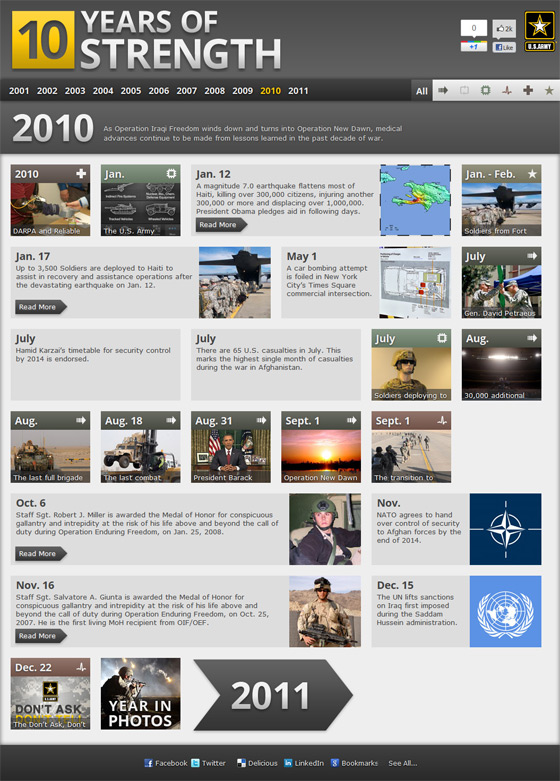 10 YEARS OF
STRENGTH
0
+1
2k
Like
U.S.ARMY
2001 2002 2003 2004 2005 2006 2007 2008 2009 2010 2011
All
2010
As Operation Iraqi Freedom winds down and turns into Operation New Dawn, medical
advances continue to be made from lessons learned in the past decade of war.
2010
DARPA and Reliable
Jan.
The U.S. Army
Jan. 12
A magnitude 7.0 earthquake flattens most of
Haiti, killing over 300,000 citizens, injuring another
300,000 or more and displacing over 1,000,000.
President Obama pledges aid in following days.
Read More
Jan. - Feb.
Soldiers from Fort
Jan. 17
Up to 3,500 Soldiers are deployed to Haiti to
assist in recovery and assistance operations after
the devastating earthquake on Jan. 12.
Read More
May 1
A car bombing attempt
is foiled in New York
City's Times Square
commercial intersection.
July
Gen. David Petraeus
July
Hamid Karzai's timetable for security control
by 2014 is endorsed.
July
There are 65 U.S. casualties in July. This
marks the highest single month of casualties
during the war in Afghanistan.
July
Soldiers deploying to
Aug.
30,000 additional
Aug.
The last full brigade
Aug. 18
The last combat
Aug. 31
President Barack
Sept. 1
Operation New Dawn
Sept. 1
The transition to
Oct. 6
Staff Sgt. Robert J. Miller is awarded the Medal of Honor for conspicuous
gallantry and intrepidity at the risk of his life above and beyond the call of
duty during Operation Enduring Freedom, on Jan. 25, 2008.
Read More
Nov.
NATO agrees to hand
over control of security
to Afghan forces by the
end of 2014.
Nov. 16
Staff Sgt. Salvatore A. Giunta is awarded the Medal of Honor for
conspicuous gallantry and intrepidity at the risk of his life above and
beyond the call of duty during Operation Enduring Freedom, on Oct. 25,
2007. He is the first living MoH recipient from OIF/OEF.
Read More
Dec. 15
The UN lifts sanctions
on Iraq first imposed
during the Saddam
Hussein administration.
Dec. 22
U.S.ARMY
DON'T ASK
The Don't Ask, Don't
YEAR IN
PHOTOS
2011
Facebook Twitter Delicious LinkedIn Bookmarks See All...